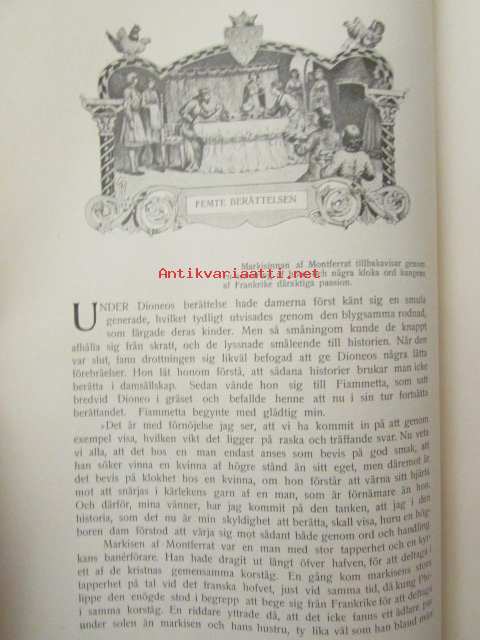 FEMTE BERÄTTELSEN
Markisinnan af Montferrat tillbakavisar genom
och några kloka ord kungens
af Frankrike dåraktiga passion.
Antikvariaatti.net
UNDER Dioneos berättelse hade damerna först känt sig en smula
generade, hvilket tydligt utvisades genom den blygsamma rodnad,
som färgade deras kinder. Men så småningom kunde de knappt
afhålla sig från skratt, och de lyssnade småleende till historien. När den
var slut, fann drottningen sig likväl befogad att ge Dioneos några lätta
förebråelser. Hon lät honom förstå, att sådana historier brukar man icke
berätta i damsällskap. Sedan vände hon sig till Fiammetta, som satt
bredvid Dioneo i gräset och befallde henne att nu i sin tur fortsätta
berättandet. Fiammetta begynte med glädtig min.
»Det är med förnöjelse jag ser, att vi ha kommit in på att genom
exempel visa, hvilken vikt det ligger på raska och träffande svar. Nu veta
vi alla, att det hos en man endast anses som bevis på god smak, att
han söker vinna en kvinna af högre stånd än sitt eget, men däremot är
det bevis på klokhet hos en kvinna, om hon förstår att värna sitt hjärta
mot att snärjas i kärlekens garn af en man, som är förnämare än hon.
Och därför, mina vänner, har jag kommit på den tanken, att jag i den
historia, som det nu är min skyldighet att berätta, skall visa, hurn en hög-
boren dam förstod att värja sig mot sådant både genom ord och handling.
Markisen af Montferrat var en man med stor tapperhet och en kyr-
kans banérförare. Han hade dragit ut långt öfver hafven, för att deltaga i
ett af de kristnas gemensamma korståg. En gång kom markisens stora
tapperhet på tal vid det franska hofvet, just vid samma tid, då kung Phi-
lippe den enögde stod i begrepp att bege sig från Frankrike för att deltaga
i samma korståg. En riddare yttrade då, att det icke fanns ett ädlare par
under solen än markisen och hans hustru, ty lika väl som han bland